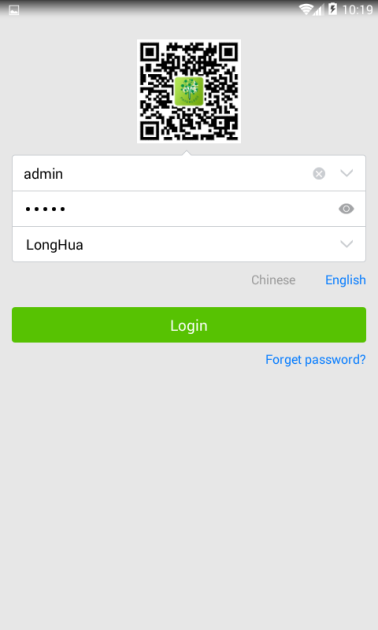 10:19
admin
•••••
LongHua
Chinese English
Login
Forget password?